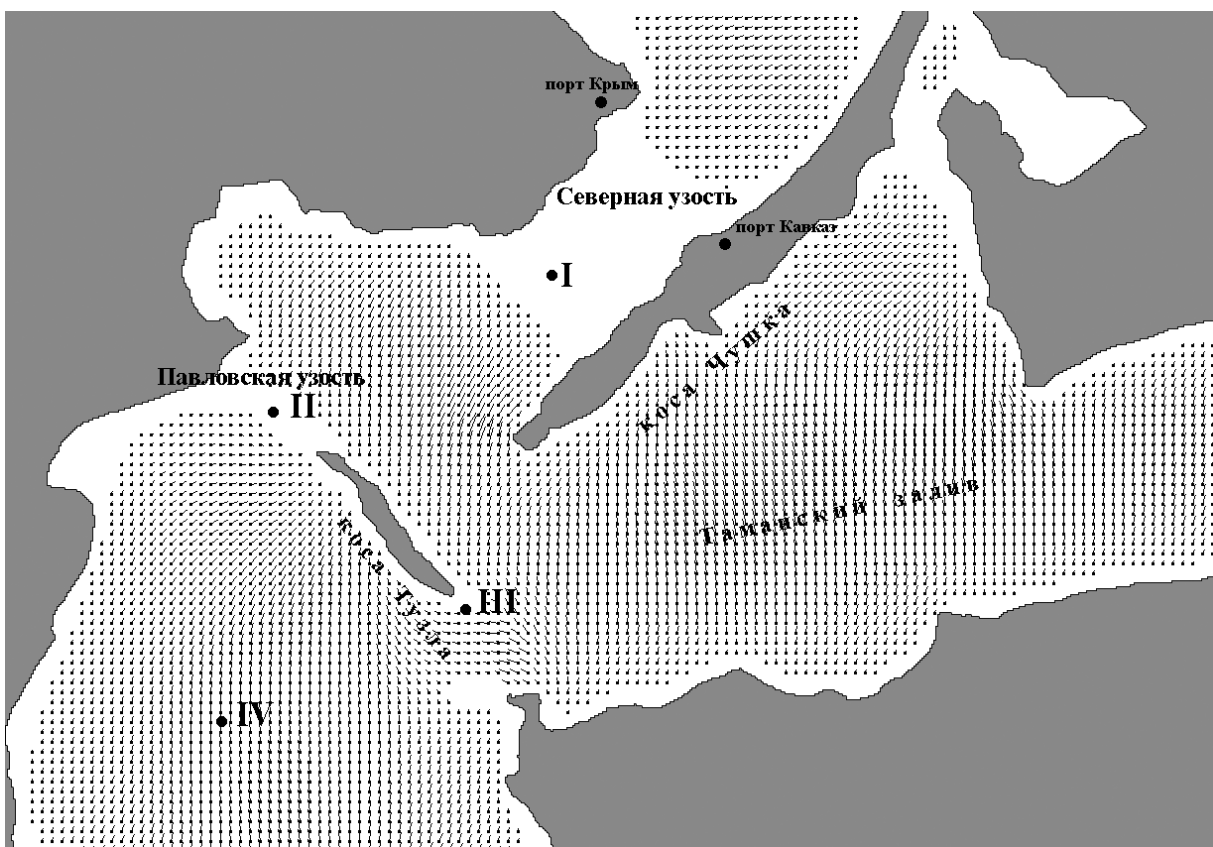 порт Крым
Северная узость
порт Кавказ
I
коса Чушка
Павловская узость
II
Таманский залив
коса Тузла
III
IV